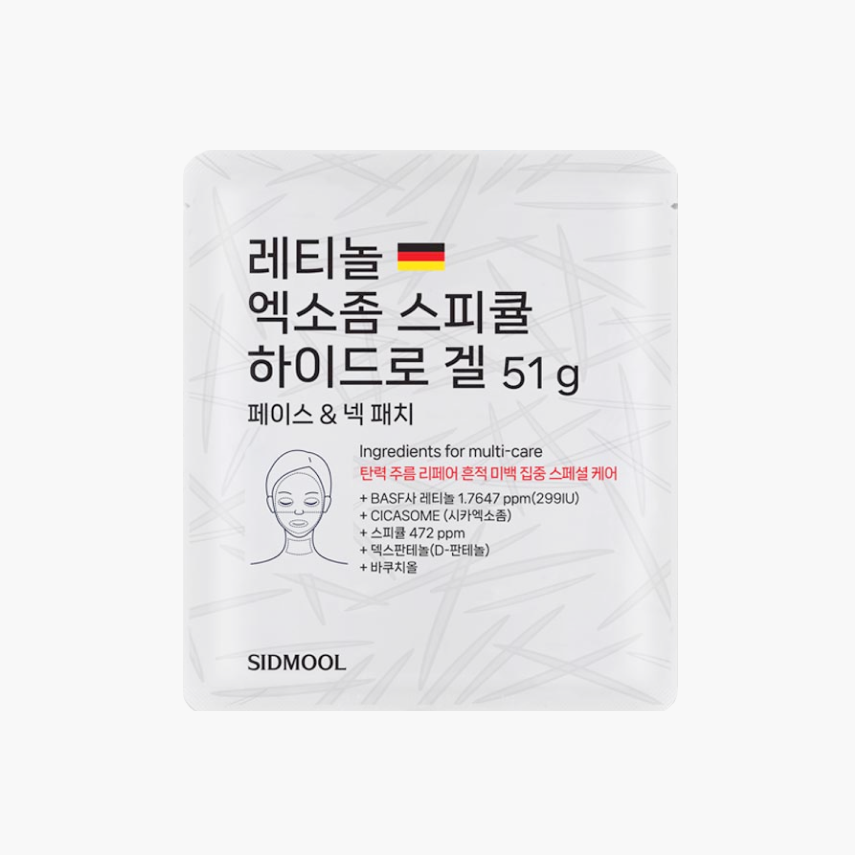 레티놀
엑소좀 스피큘
하이드로 겔 51 g
페이스 & 넥 패치
Ingredients for multi-care
탄력 주름 리페어 흔적 미백 집중 스페셜 케어
+ BASF사 레티놀 1.7647 ppm(299IU)
+ CICASOME (시카엑소좀)
+ 스피큘 472 ppm
+ 덱스판테놀(D-판테놀)
+ 바쿠치올
SIDMOOL